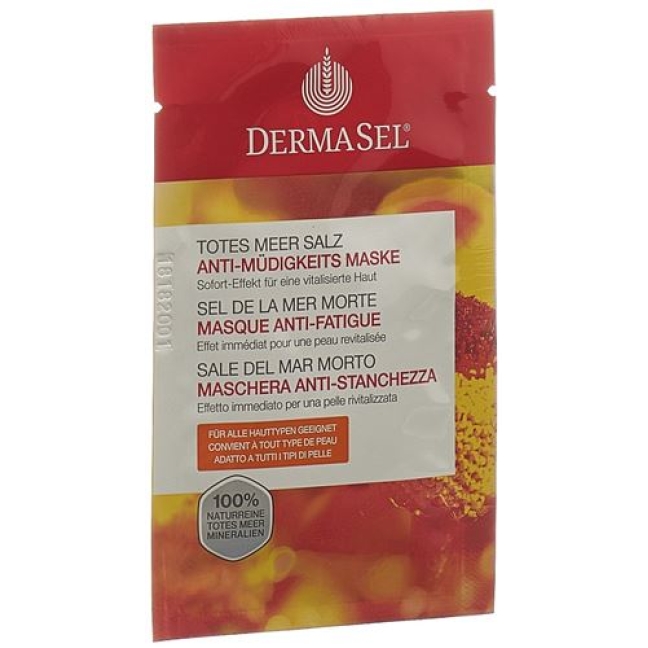 DERMASEL®
TOTES MEER SALZ
ANTI-MÜDIGKEITS MASKE
Sofort-Effekt für eine vitalisierte Haut
SEL DE LA MER MORTE
MASQUE ANTI-FATIGUE
Effet immédiat pour une peau revitalisée
SALE DEL MAR MORTO
MASCHERA ANTI-STANCHEZZA
Effetto immediato per una pelle rivitalizzata
FÜR ALLE HAUTTYPEN GEEIGNET
CONVIENT À TOUT TYPE DE PEAU
ADATTO A TUTTI I TIPI DI PELLE
100%
NATURREINE
TOTES MEER
MINERALIEN
18182001